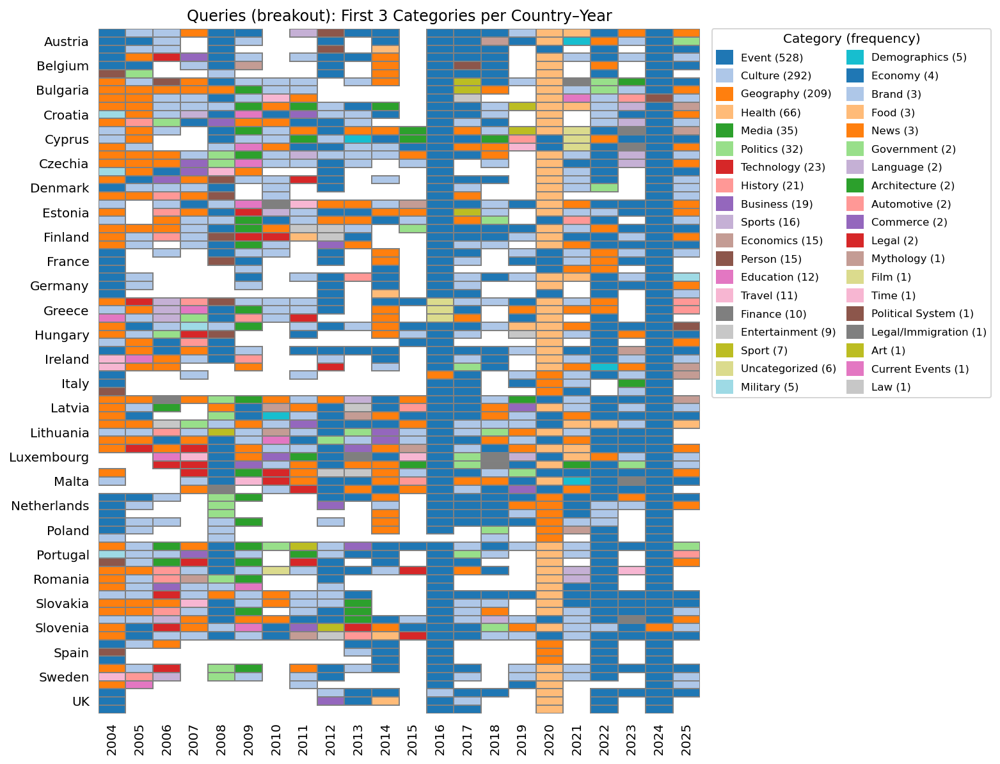 Queries (breakout): First 3 Categories per Country–Year
Austria
Belgium
Bulgaria
Croatia
Cyprus
Czechia
Denmark
Estonia
Finland
France
Germany
Greece
Hungary
Ireland
Italy
Latvia
Lithuania
Luxembourg
Malta
Netherlands
Poland
Portugal
Romania
Slovakia
Slovenia
Spain
Sweden
UK
2004
2005
2006
2007
2008
2009
2010
2011
2012
2013
2014
2015
2016
2017
2018
2019
2020
2021
2022
2023
2024
2025
Category (frequency)
Event (528)
Culture (292)
Geography (209)
Health (66)
Media (35)
Politics (32)
Technology (23)
History (21)
Business (19)
Sports (16)
Economics (15)
Person (15)
Education (12)
Travel (11)
Finance (10)
Entertainment (9)
Sport (7)
Uncategorized (6)
Military (5)
Demographics (5)
Economy (4)
Brand (3)
Food (3)
News (3)
Government (2)
Language (2)
Architecture (2)
Automotive (2)
Commerce (2)
Legal (2)
Mythology (1)
Film (1)
Time (1)
Political System (1)
Legal/Immigration (1)
Art (1)
Current Events (1)
Law (1)